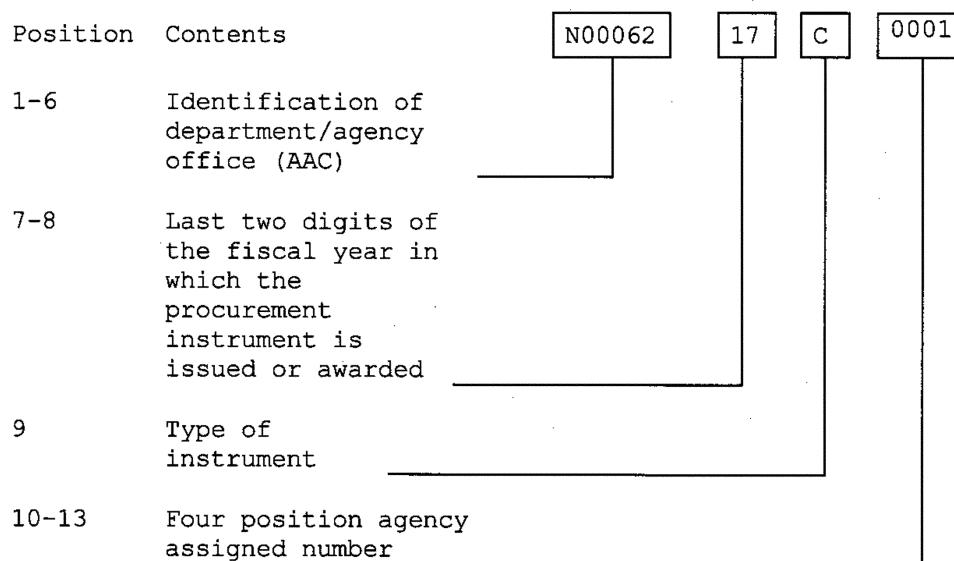 Position Contents N00062 17 C 0001
1-6 Identification of
department/agency
office (AAC)
7-8 Last two digits of
the fiscal year in
which the
procurement
instrument is
issued or awarded
9 Type of
instrument
10-13 Four position agency
assigned number